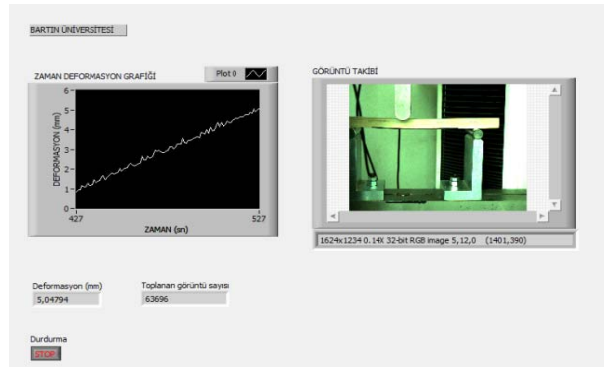 BARTIN ÜNİVERSİTESİ
ZAMAN DEFORMASYON GRAFİĞİ
Plot 0
DEFORMASYON (mm)
6
5
4
3
2
1
0
427
527
ZAMAN (sn)
GÖRÜNTÜ TAKİBİ
1624x1234 0.14X 32-bit RGB image 5,12,0 (1401,390)
Deformasyon (mm)
5,04794
Toplanan görüntü sayısı
63696
Durdurma
STOP